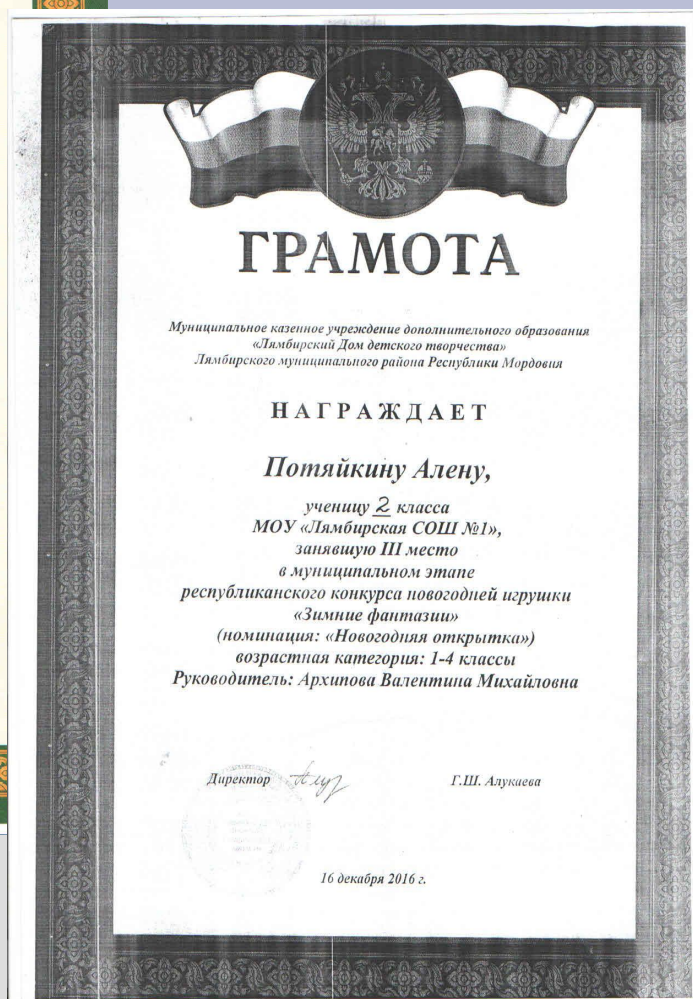 ГРАМОТА
Муниципальное казенное учреждение дополнительного образования
«Лямбирский Дом детского творчества»
Лямбирского муниципального района Республики Мордовия
НАГРАЖДАЕТ
Потяйкину Алену,
ученицу 2 класса
МОУ «Лямбирская СОШ №1»,
занявшую III место
в муниципальном этапе
республиканского конкурса новогодней игрушки
«Зимние фантазии»
(номинация: «Новогодняя открытка»)
возрастная категория: 1-4 классы
Руководитель: Архипова Валентина Михайловна
Директор Г.Ш. Алукаева
16 декабря 2016 г.